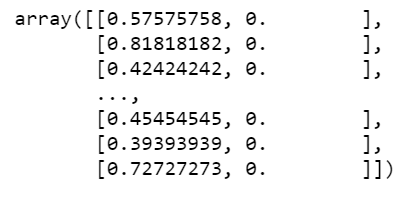 array([[0.57575758, 0.        ],
       [0.81818182, 0.        ],
       [0.42424242, 0.        ],
       ...,
       [0.45454545, 0.        ],
       [0.39393939, 0.        ],
       [0.72727273, 0.        ]])